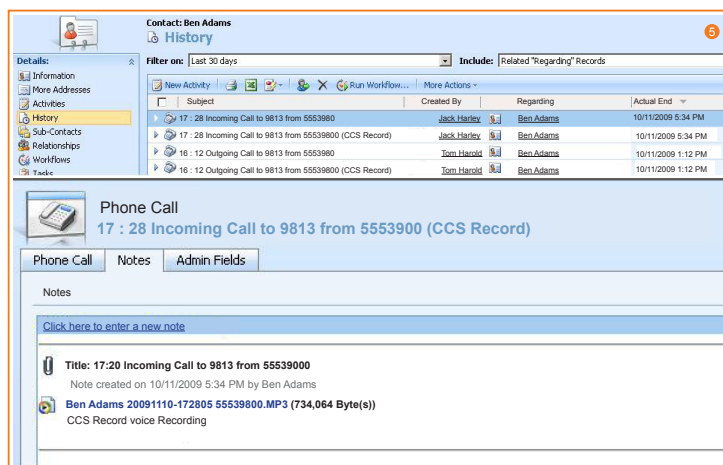 Contact: Ben Adams
History
5
Details:
Information
More Addresses
Activities
History
Sub-Contacts
Relationships
Workflows
Tasks
Filter on: Last 30 days Include: Related "Regarding" Records
New Activity Run Workflow... More Actions
Subject Created By Regarding Actual End
17 : 28 Incoming Call to 9813 from 5553980 Jack Harley Ben Adams 10/11/2009 5:34 PM
17 : 28 Incoming Call to 9813 from 55539800 (CCS Record) Jack Harley Ben Adams 10/11/2009 5:34 PM
16 : 12 Outgoing Call to 9813 from 5553980 Tom Harold Ben Adams 10/11/2009 1:12 PM
16 : 12 Outgoing Call to 9813 from 55539800 (CCS Record) Tom Harold Ben Adams 10/11/2009 1:12 PM
Phone Call
17 : 28 Incoming Call to 9813 from 5553900 (CCS Record)
Phone Call Notes Admin Fields
Notes
Click here to enter a new note
Title: 17:20 Incoming Call to 9813 from 55539000
Note created on 10/11/2009 5:34 PM by Ben Adams
Ben Adams 20091110-172805 55539800.MP3 (734,064 Byte(s))
CCS Record voice Recording